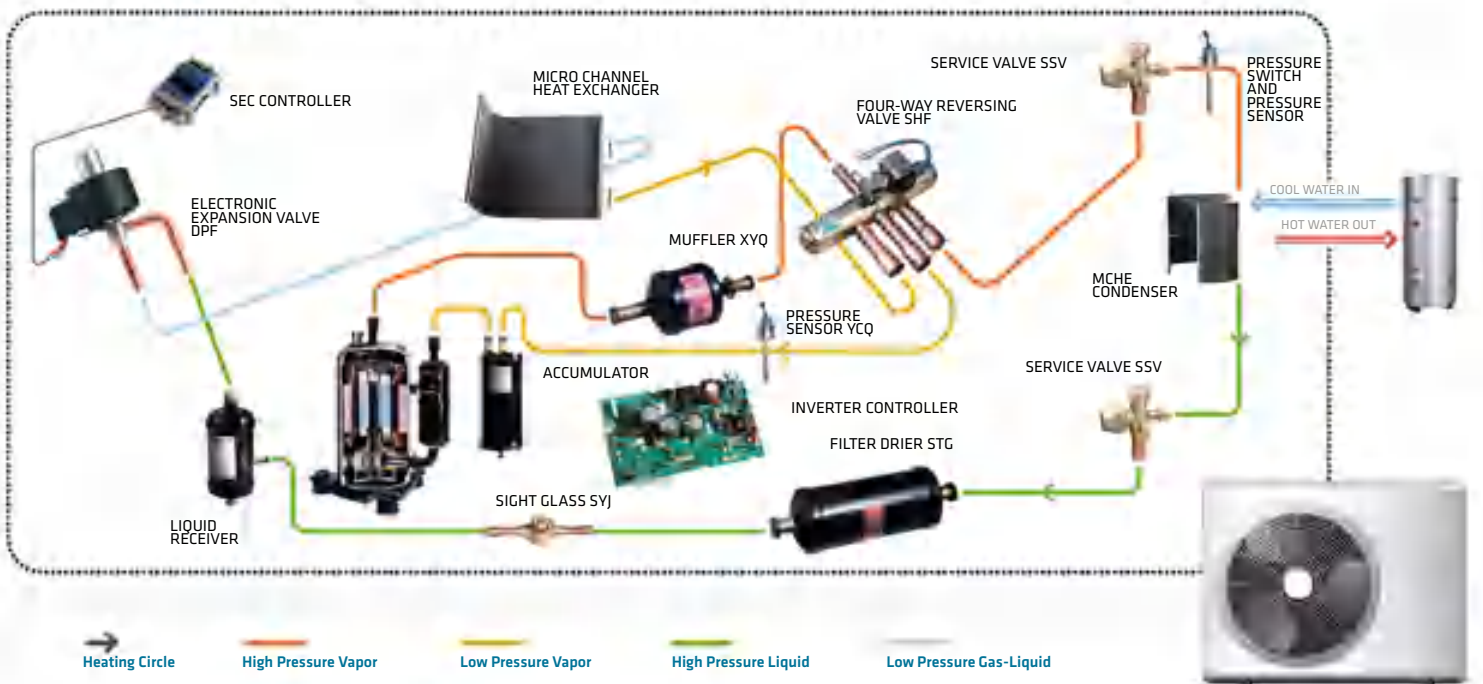 SERVICE VALVE SSV
PRESSURE
SWITCH
AND
PRESSURE
SENSOR
MICRO CHANNEL
HEAT EXCHANGER
SEC CONTROLLER
FOUR-WAY REVERSING
VALVE SHF
COOL WATER IN
HOT WATER OUT
ELECTRONIC
EXPANSION VALVE
DPF
MUFFLER XYQ
MCHE
CONDENSER
PRESSURE
SENSOR YCQ
ACCUMULATOR
SERVICE VALVE SSV
INVERTER CONTROLLER
FILTER DRIER STG
SIGHT GLASS SYJ
LIQUID
RECEIVER
Heating Circle
High Pressure Vapor
Low Pressure Vapor
High Pressure Liquid
Low Pressure Gas-Liquid